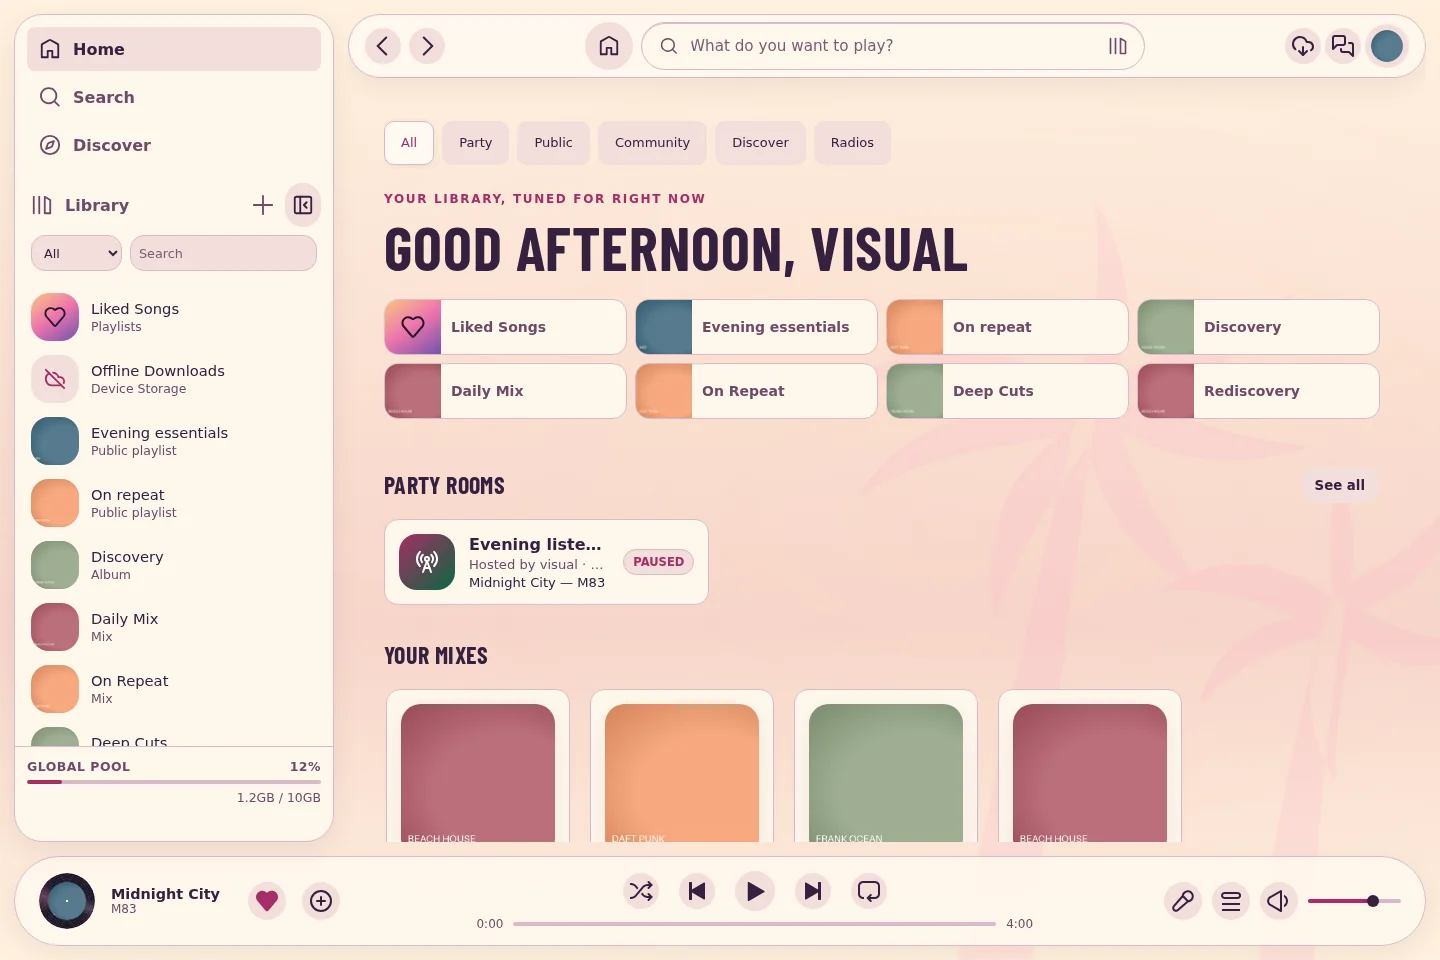 Home
Search
Discover
Library
All
Search
Liked Songs
Playlists
Offline Downloads
Device Storage
Evening essentials
Public playlist
On repeat
Public playlist
Discovery
Album
Daily Mix
Mix
On Repeat
Mix
Deep Cuts
GLOBAL POOL 12%
1.2GB / 10GB
What do you want to play?
All Party Public Community Discover Radios
YOUR LIBRARY, TUNED FOR RIGHT NOW
GOOD AFTERNOON, VISUAL
Liked Songs Evening essentials On repeat Discovery
Daily Mix On Repeat Deep Cuts Rediscovery
PARTY ROOMS See all
Evening liste...
Hosted by visual · ...
Midnight City — M83
PAUSED
YOUR MIXES
BEACH HOUSE DAFT PUNK FRANK OCEAN BEACH HOUSE
Midnight City
M83
0:00 4:00